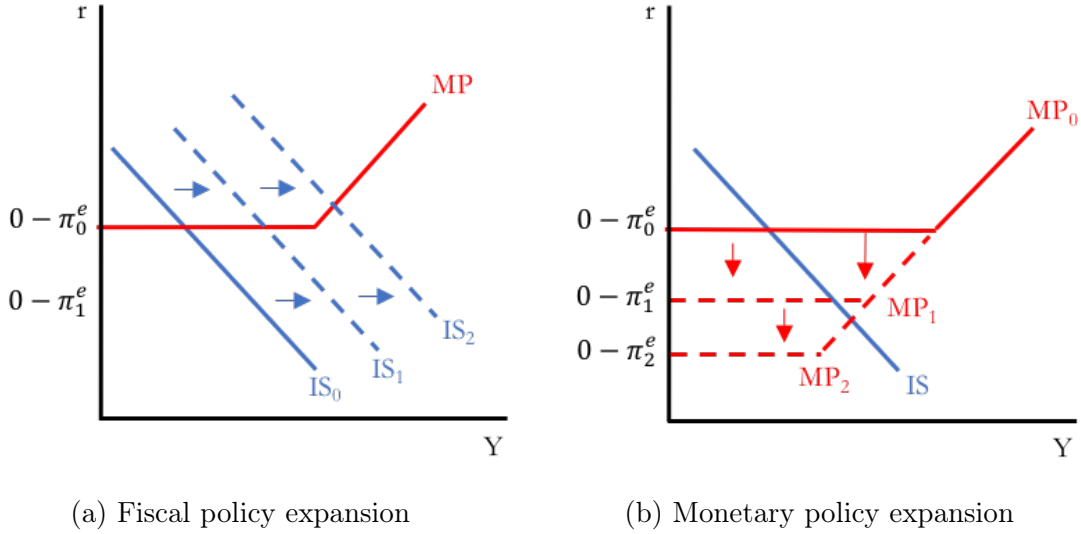 r
MP
0 − π₀ᵉ
0 − π₁ᵉ
IS₀
IS₁
IS₂
Y
(a) Fiscal policy expansion
r
MP₀
0 − π₀ᵉ
0 − π₁ᵉ
MP₁
0 − π₂ᵉ
MP₂
IS
Y
(b) Monetary policy expansion